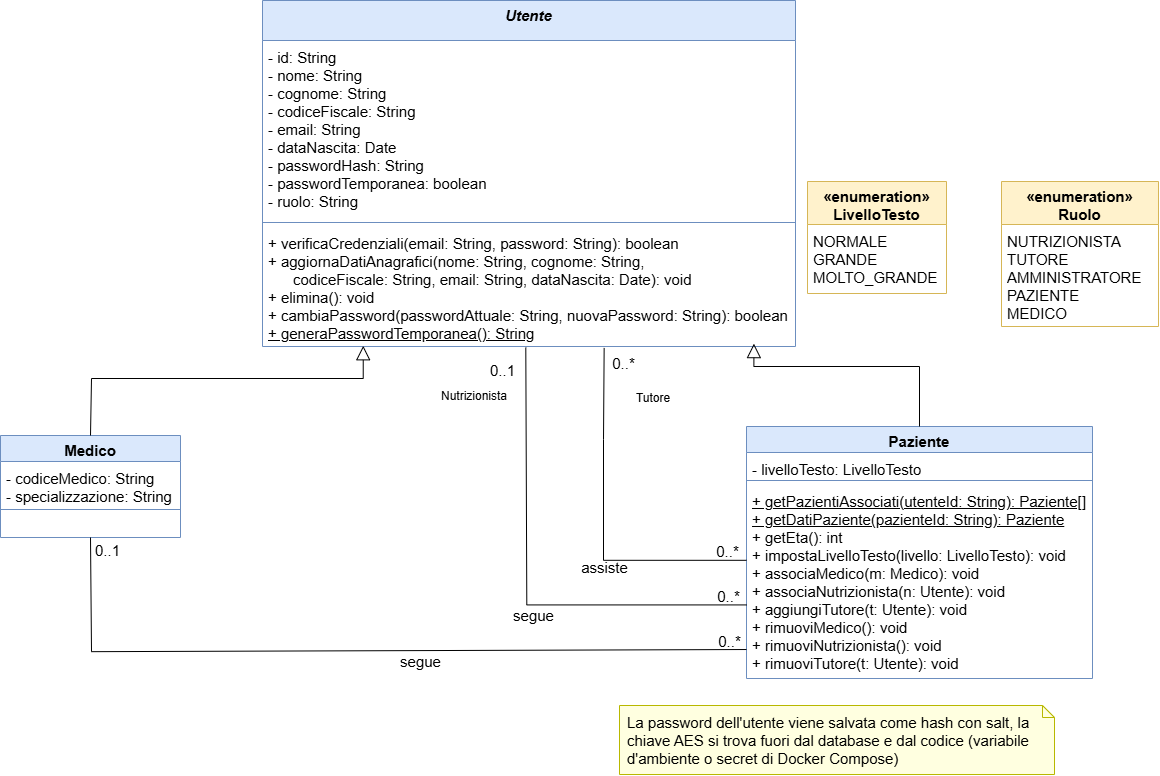 Utente
- id: String
- nome: String
- cognome: String
- codiceFiscale: String
- email: String
- dataNascita: Date
- passwordHash: String
- passwordTemporanea: boolean
- ruolo: String
+ verificaCredenziali(email: String, password: String): boolean
+ aggiornaDatiAnagrafici(nome: String, cognome: String,
codiceFiscale: String, email: String, dataNascita: Date): void
+ elimina(): void
+ cambiaPassword(passwordAttuale: String, nuovaPassword: String): boolean
+ generaPasswordTemporanea(): String
«enumeration»
LivelloTesto
NORMALE
GRANDE
MOLTO_GRANDE
«enumeration»
Ruolo
NUTRIZIONISTA
TUTORE
AMMINISTRATORE
PAZIENTE
MEDICO
0..1
Nutrizionista
0..*
Tutore
Medico
- codiceMedico: String
- specializzazione: String
0..1
Paziente
- livelloTesto: LivelloTesto
+ getPazientiAssociati(utenteId: String): Paziente[]
+ getDatiPaziente(pazienteId: String): Paziente
+ getEta(): int
+ impostaLivelloTesto(livello: LivelloTesto): void
+ associaMedico(m: Medico): void
+ associaNutrizionista(n: Utente): void
+ aggiungiTutore(t: Utente): void
+ rimuoviMedico(): void
+ rimuoviNutrizionista(): void
+ rimuoviTutore(t: Utente): void
0..*
assiste
0..*
segue
0..*
segue
La password dell'utente viene salvata come hash con salt, la
chiave AES si trova fuori dal database e dal codice (variabile
d'ambiente o secret di Docker Compose)